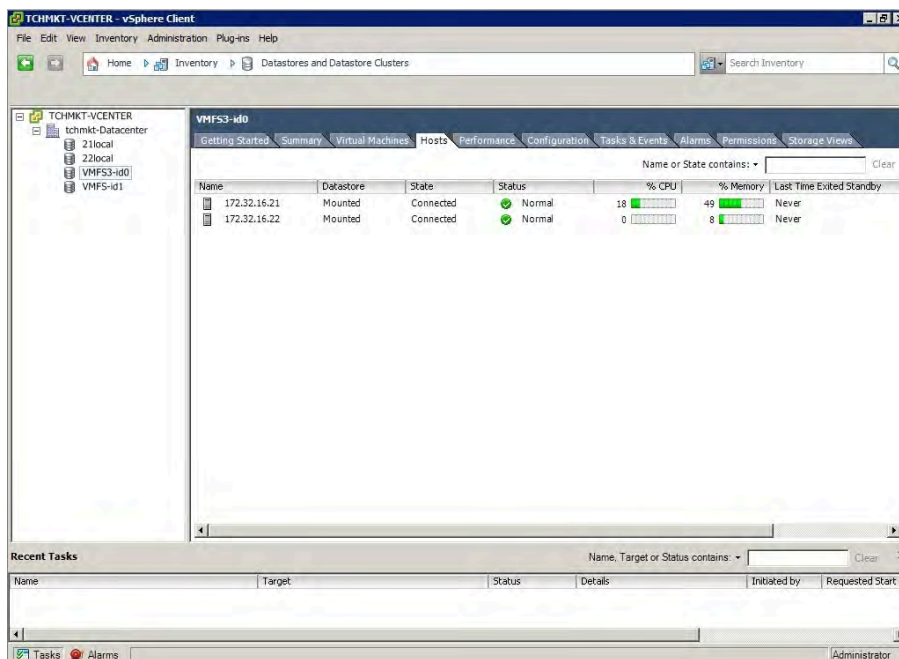 TCHMKT-VCENTER - vSphere Client
File Edit View Inventory Administration Plug-ins Help
Home Inventory Datastores and Datastore Clusters Search Inventory
TCHMKT-VCENTER
tchmkt-Datacenter
21local
22local
VMFS3-id0
VMFS-id1
VMFS3-id0
Getting Started Summary Virtual Machines Hosts Performance Configuration Tasks & Events Alarms Permissions Storage Views
Name or State contains: Clear
Name Datastore State Status % CPU % Memory Last Time Exited Standby
172.32.16.21 Mounted Connected Normal 18 49 Never
172.32.16.22 Mounted Connected Normal 0 8 Never
Recent Tasks Name, Target or Status contains: Clear
Name Target Status Details Initiated by Requested Start
Tasks Alarms Administrator